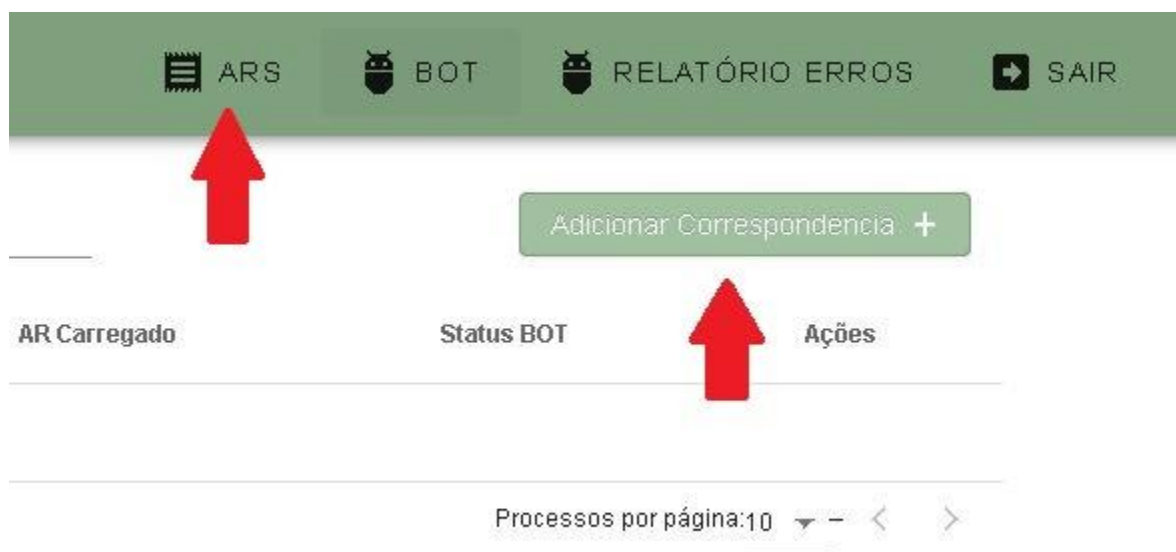 ARS BOT RELATÓRIO ERROS SAIR
Adicionar Correspondencia +
AR Carregado Status BOT Ações
Processos por página:10 –